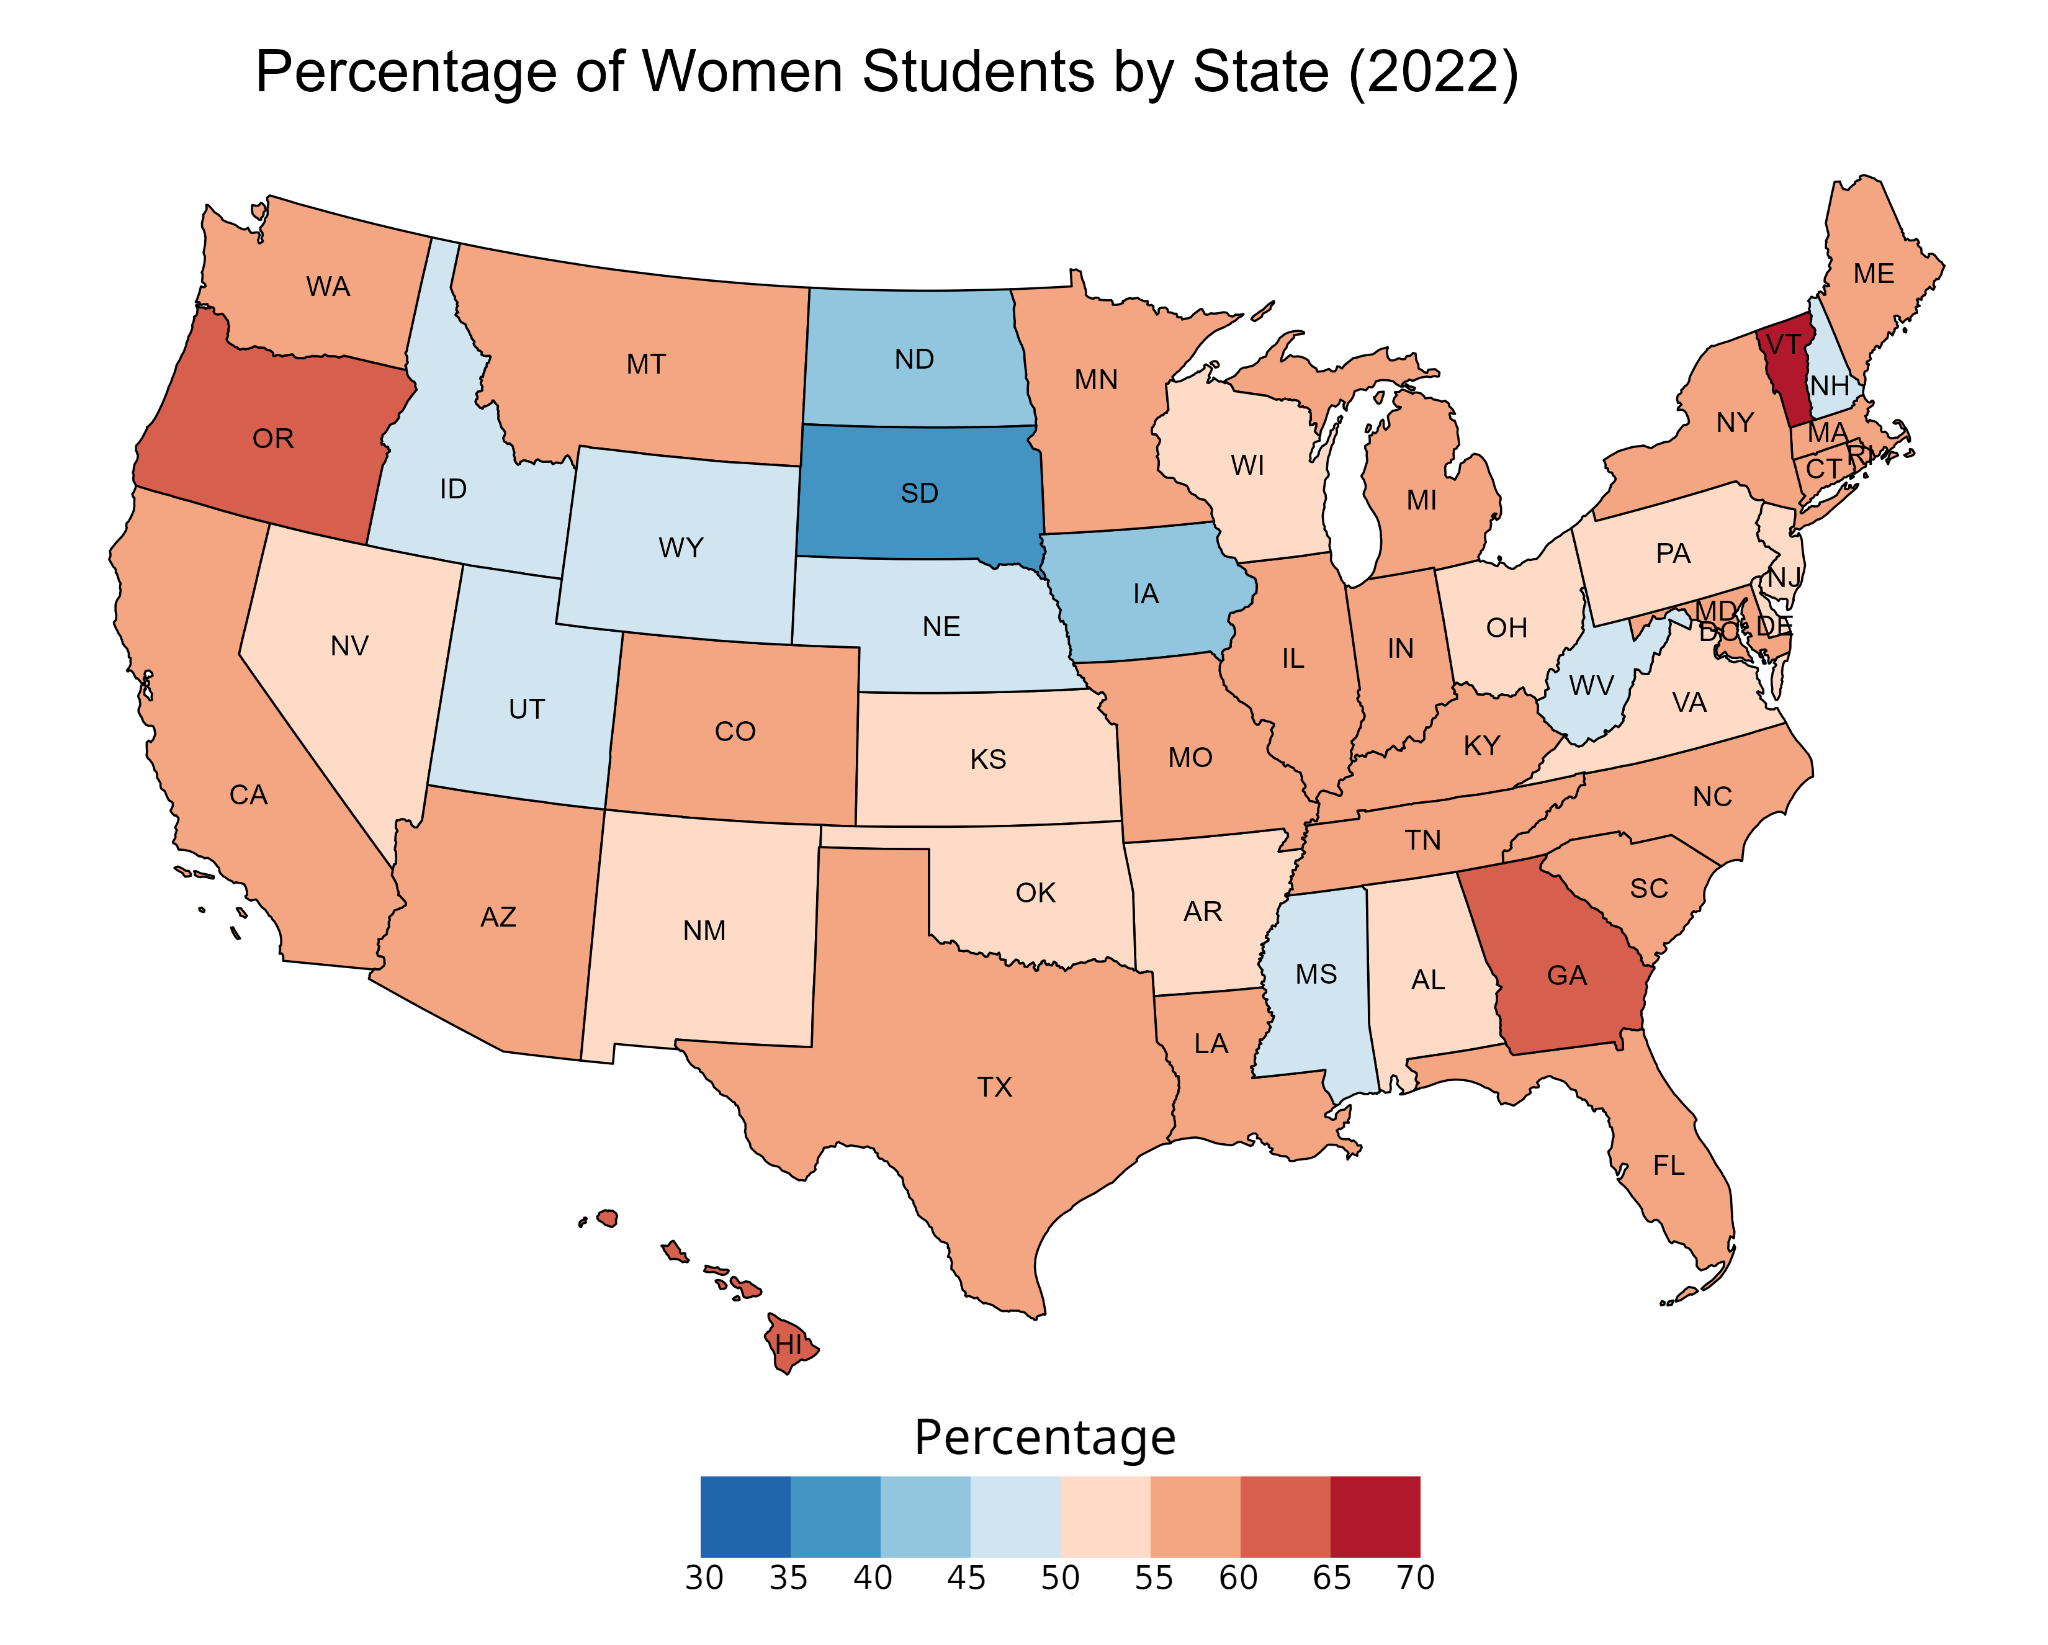 Percentage of Women Students by State (2022)
WA
MT
ND
MN
ME
VT
NH
OR
ID
SD
WI
MI
NY
MA
RI
CT
WY
IA
PA
NJ
NV
NE
IL
IN
OH
MD
DC
DE
UT
CO
KS
MO
KY
WV
VA
CA
NC
TN
AZ
NM
OK
AR
SC
MS
AL
GA
LA
TX
FL
HI
Percentage
30 35 40 45 50 55 60 65 70